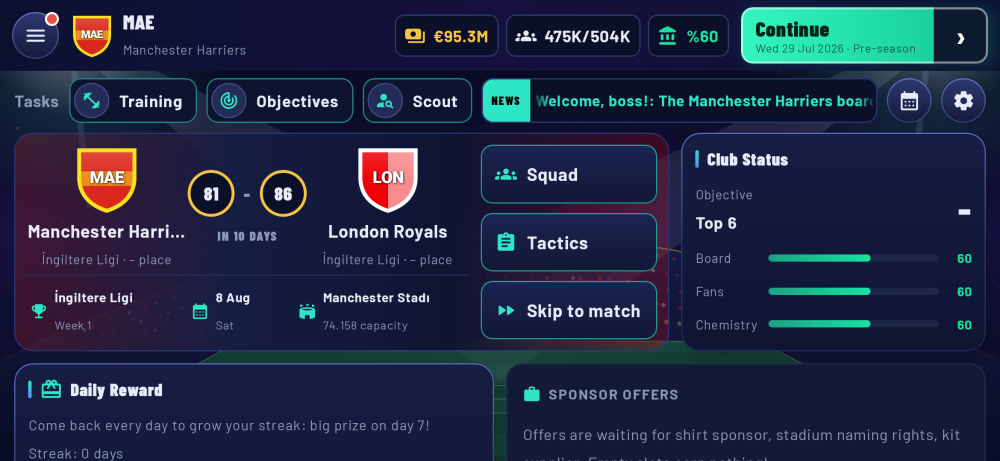 MAE
MAE
Manchester Harriers
€95.3M
475K/504K
%60
Continue
Wed 29 Jul 2026 · Pre-season
Tasks
Training
Objectives
Scout
NEWS
Welcome, boss!: The Manchester Harriers boar
MAE
81 - 86
LON
IN 10 DAYS
Manchester Harri...
London Royals
İngiltere Ligi · – place
İngiltere Ligi · – place
İngiltere Ligi
Week 1
8 Aug
Sat
Manchester Stadı
74.158 capacity
Squad
Tactics
Skip to match
Club Status
Objective
Top 6
–
Board 60
Fans 60
Chemistry 60
Daily Reward
Come back every day to grow your streak: big prize on day 7!
Streak: 0 days
SPONSOR OFFERS
Offers are waiting for shirt sponsor, stadium naming rights, kit
supplier. Empty slots earn nothing!